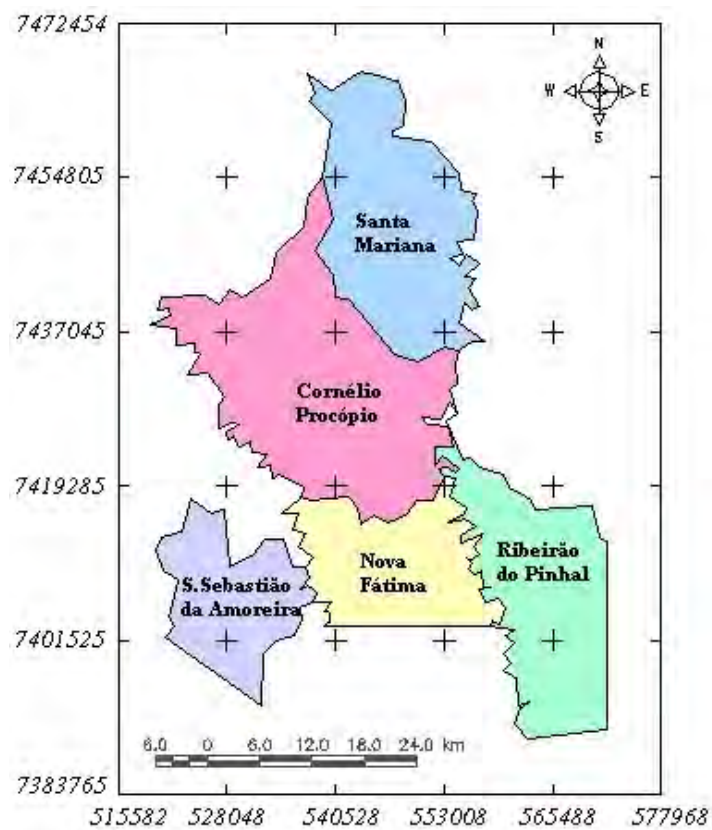 7472454
N
W E
S
7454805
Santa
Mariana
7437045
Cornélio
Procópio
7419285
Ribeirão
do Pinhal
Nova
Fátima
S.Sebastião
da Amoreira
7401525
6.0 0 6.0 12.0 18.0 24.0 km
7383765
515582 528048 540528 553008 565488 577968